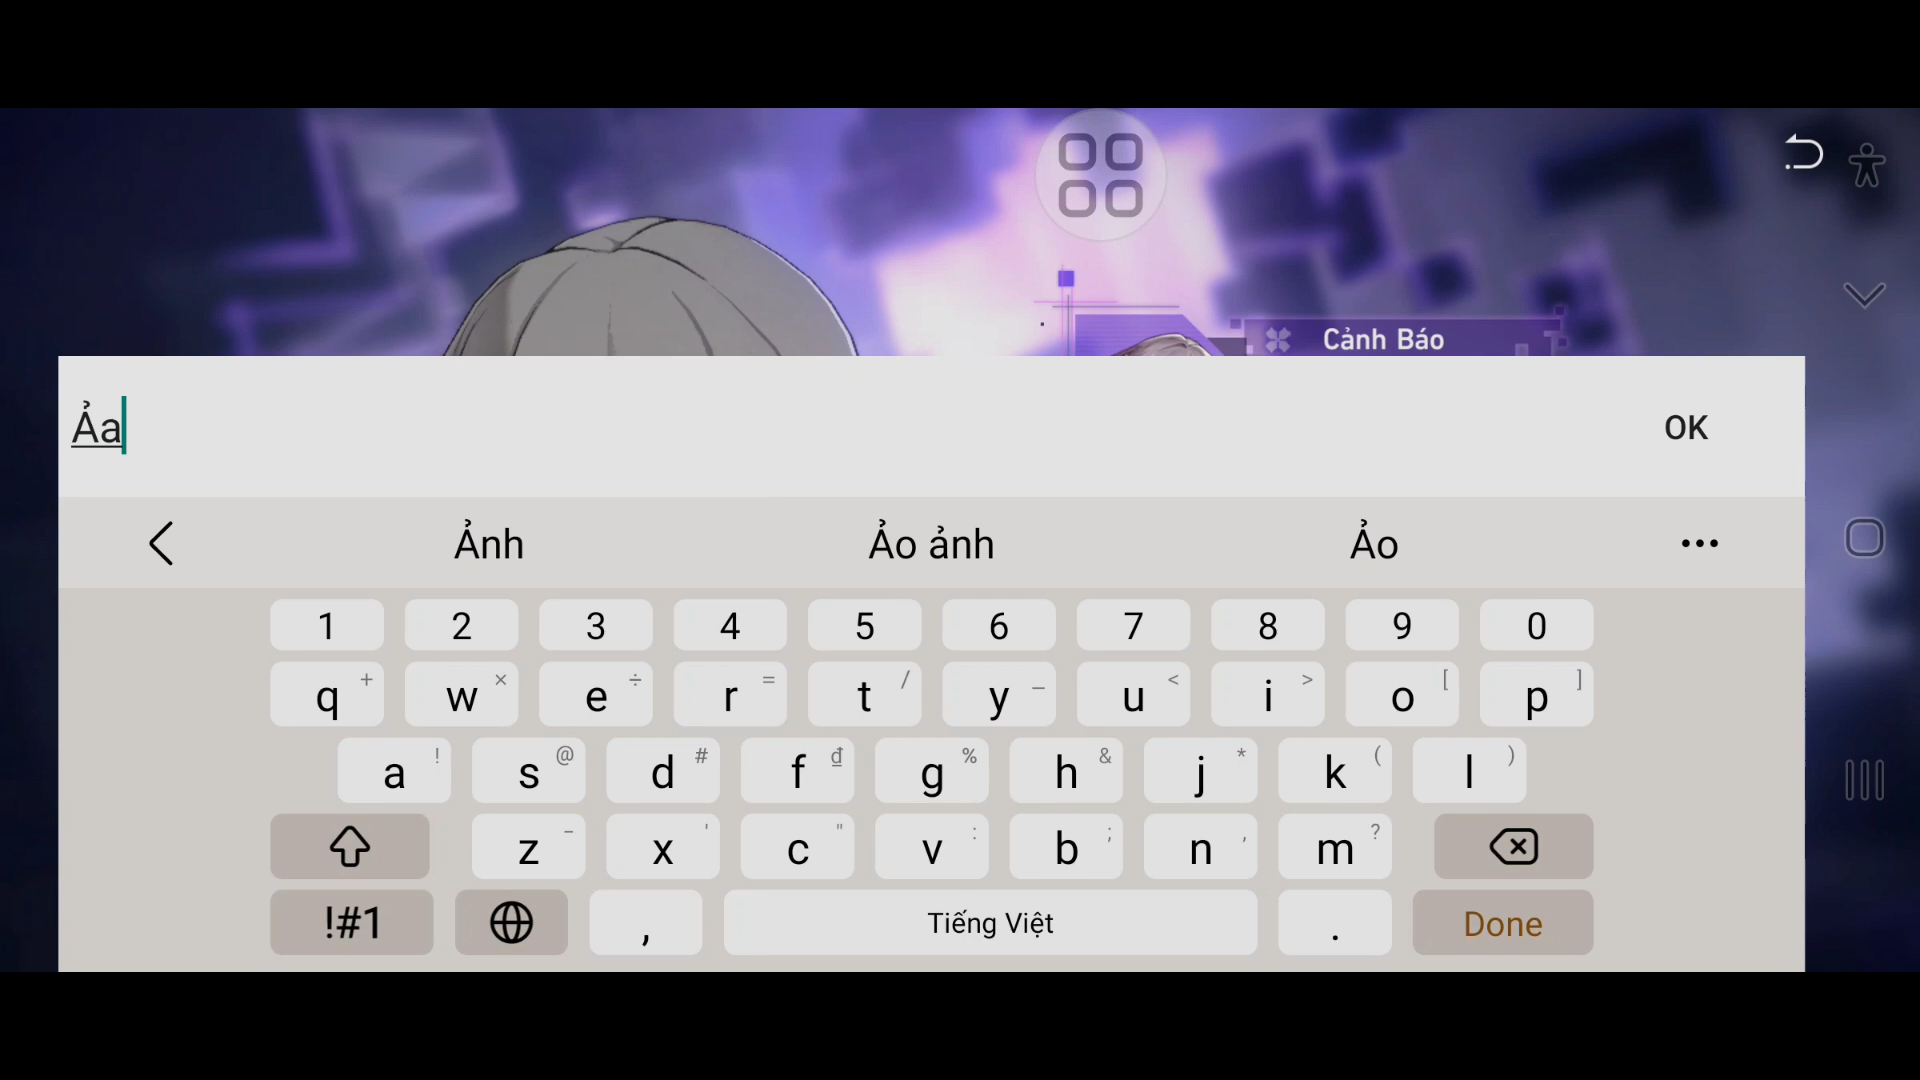 Cảnh Báo
Ảa
OK
Ảnh Ảo ảnh Ảo
1 2 3 4 5 6 7 8 9 0
q + w × e ÷ r = t / y _ u < i > o [ p ]
a ! s @ d # f ₫ g % h & j * k ( l )
z - x ' c " v : b ; n , m ?
!#1 , Tiếng Việt . Done